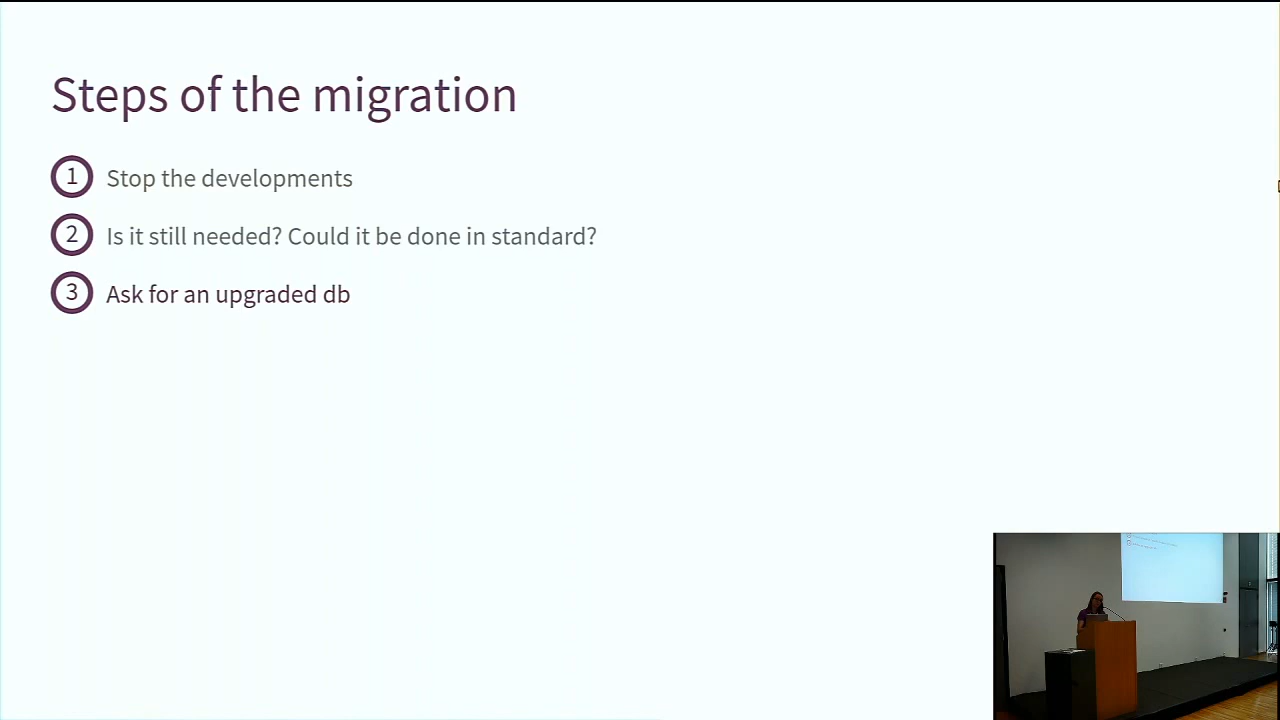 Steps of the migration
1 Stop the developments
2 Is it still needed? Could it be done in standard?
3 Ask for an upgraded db